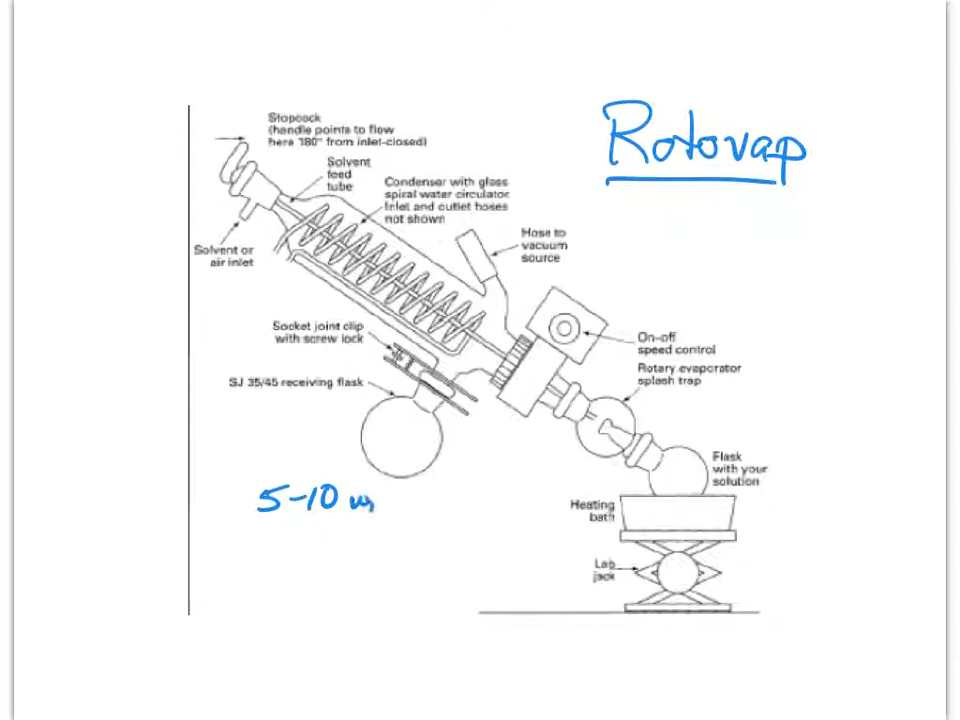 Rotovap
Stopcock
(handle points to flow
here 180° from inlet-closed)
Solvent
feed
tube
Condenser with glass
spiral water circulator
Inlet and outlet hoses
not shown
Solvent or
air inlet
Hose to
vacuum
source
Socket joint clip
with screw lock
SJ 35/45 receiving flask
On-off
speed control
Rotary evaporator
splash trap
Flask
with your
solution
5-10
Heating
bath
Lab
jack